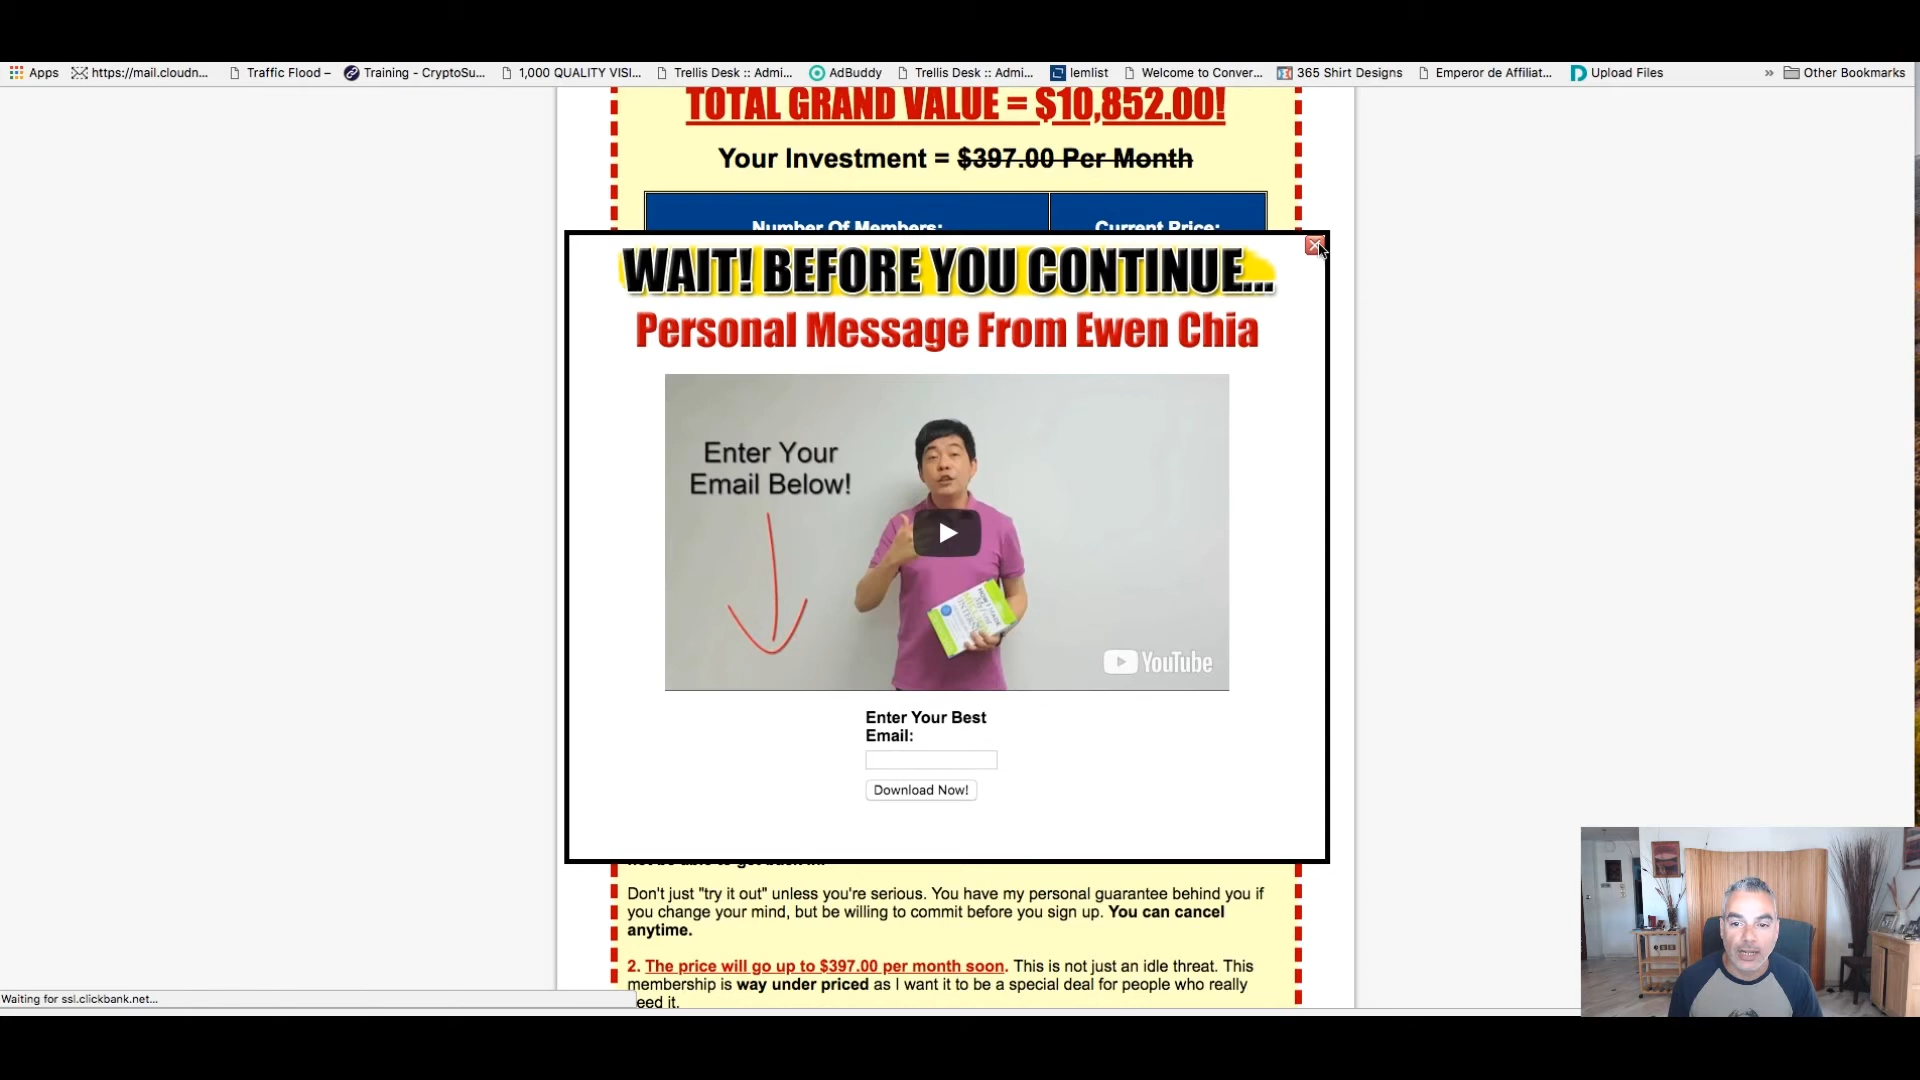 Apps https://mail.cloudn... Traffic Flood – Training - CryptoSu... 1,000 QUALITY VISI... Trellis Desk :: Admi... AdBuddy Trellis Desk :: Admi... lemlist Welcome to Conver... 365 Shirt Designs Emperor de Affiliat... Upload Files » Other Bookmarks
TOTAL GRAND VALUE = $10,852.00!
Your Investment = $397.00 Per Month
Number Of Members: Current Price:
WAIT! BEFORE YOU CONTINUE...
Personal Message From Ewen Chia
Enter Your
Email Below!
YouTube
Enter Your Best
Email:
Download Now!
Don't just "try it out" unless you're serious. You have my personal guarantee behind you if
you change your mind, but be willing to commit before you sign up. You can cancel
anytime.
2. The price will go up to $397.00 per month soon. This is not just an idle threat. This
membership is way under priced as I want it to be a special deal for people who really
need it.
Waiting for ssl.clickbank.net...